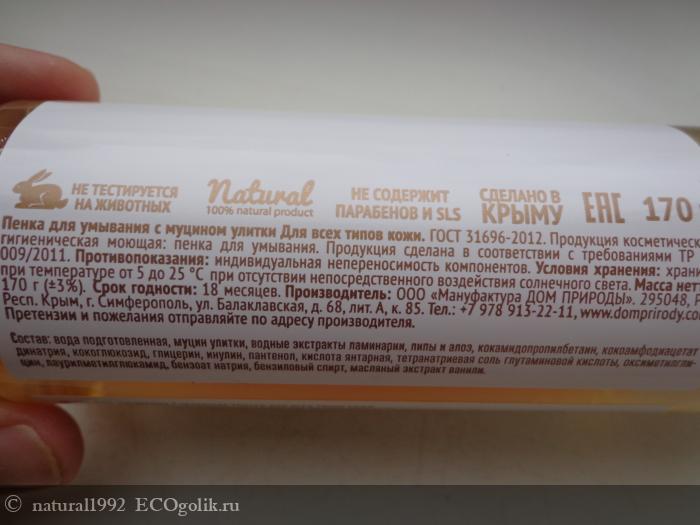 НЕ ТЕСТИРУЕТСЯ
НА ЖИВОТНЫХ
Natural
100% natural product
НЕ СОДЕРЖИТ
ПАРАБЕНОВ И SLS
СДЕЛАНО В
КРЫМУ
EAC
170
Пенка для умывания с муцином улитки Для всех типов кожи. ГОСТ 31696-2012. Продукция косметическ
гигиеническая моющая: пенка для умывания. Продукция сделана в соответствии с требованиями ТР
009/2011. Противопоказания: индивидуальная непереносимость компонентов. Условия хранения: хран
при температуре от 5 до 25 °С при отсутствии непосредственного воздействия солнечного света. Масса нет
170 г (±3%). Срок годности: 18 месяцев. Производитель: ООО «Мануфактура ДОМ ПРИРОДЫ». 295048, Р
Респ. Крым, г. Симферополь, ул. Балаклавская, д. 68, лит. А, к. 85. Тел.: +7 978 913-22-11, www.domprirody.co
Претензии и пожелания отправляйте по адресу производителя.
Состав: вода подготовленная, муцин улитки, водные экстракты ламинарии, липы и алоэ, кокамидопропилбетаин, кокоамфодиацетат
динатрия, кокоглюкозид, глицерин, инулин, пантенол, кислота янтарная, тетранатриевая соль глутаминовой кислоты, оксиметилгли-
цин, лаурилметилглюкамид, бензоат натрия, бензиловый спирт, масляный экстракт ванили.
© natural1992 ECOgolik.ru